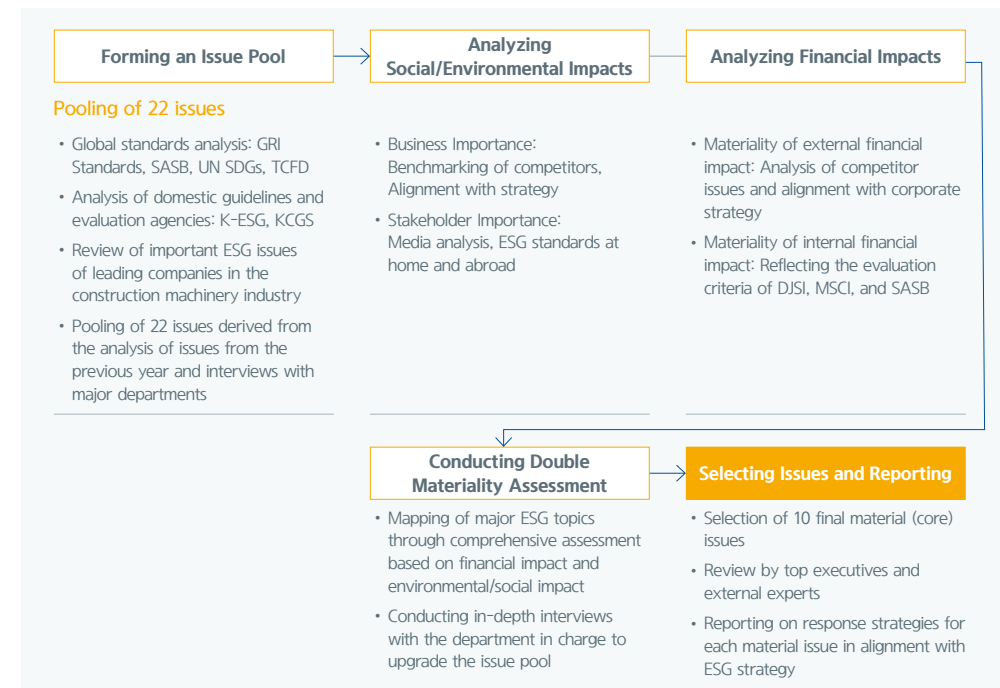 Forming an Issue Pool
Pooling of 22 issues
• Global standards analysis: GRI
Standards, SASB, UN SDGs, TCFD
• Analysis of domestic guidelines and
evaluation agencies: K-ESG, KCGS
• Review of important ESG issues
of leading companies in the
construction machinery industry
• Pooling of 22 issues derived from
the analysis of issues from the
previous year and interviews with
major departments
Analyzing
Social/Environmental Impacts
• Business Importance:
Benchmarking of competitors,
Alignment with strategy
• Stakeholder Importance:
Media analysis, ESG standards at
home and abroad
Analyzing Financial Impacts
• Materiality of external financial
impact: Analysis of competitor
issues and alignment with corporate
strategy
• Materiality of internal financial
impact: Reflecting the evaluation
criteria of DJSI, MSCI, and SASB
Conducting Double
Materiality Assessment
• Mapping of major ESG topics
through comprehensive assessment
based on financial impact and
environmental/social impact
• Conducting in-depth interviews
with the department in charge to
upgrade the issue pool
Selecting Issues and Reporting
• Selection of 10 final material (core)
issues
• Review by top executives and
external experts
• Reporting on response strategies for
each material issue in alignment with
ESG strategy